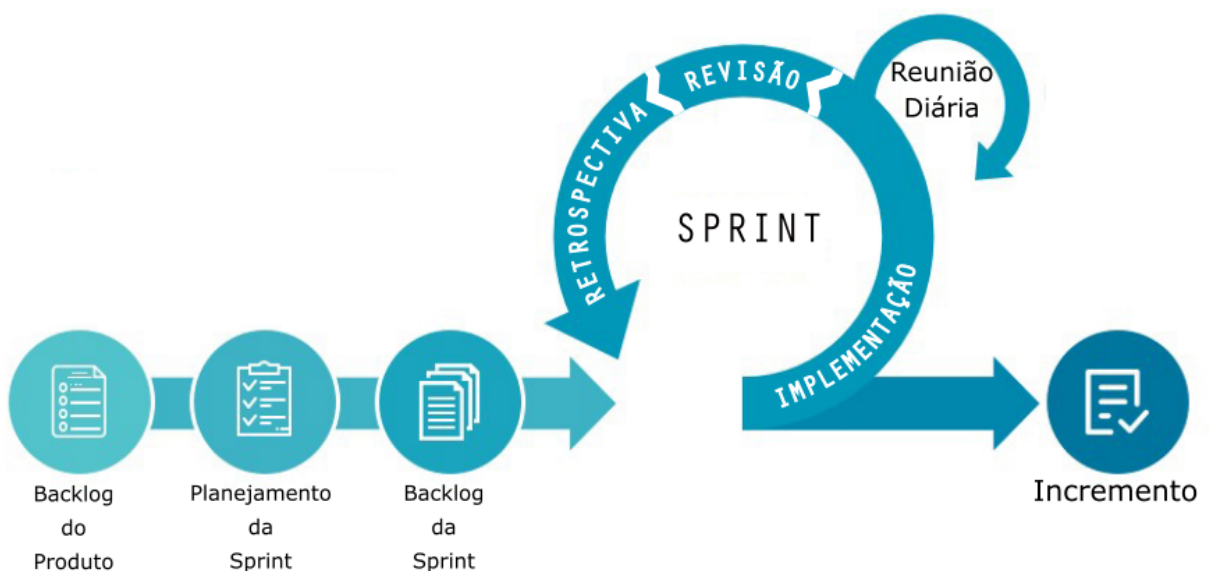 Backlog
do
Produto
Planejamento
da
Sprint
Backlog
da
Sprint
RETROSPECTIVA
REVISÃO
IMPLEMENTAÇÃO
SPRINT
Reunião
Diária
Incremento